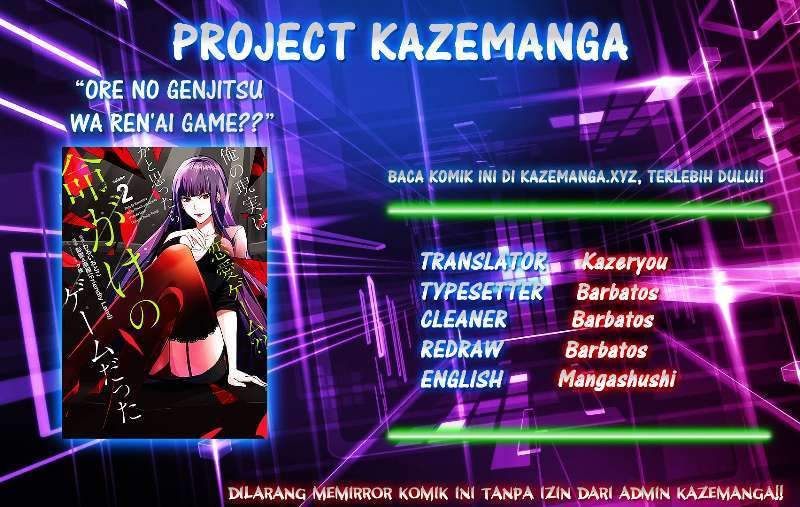 PROJECT KAZEMANGA
“ORE NO GENJITSU
WA REN'AI GAME??”
俺の現実は
恋愛ゲーム??
かと思ったら
命がけの
ゲームだった
volume
2
BACA KOMIK INI DI KAZEMANGA.XYZ, TERLEBIH DULU!!
TRANSLATOR Kazeryou
TYPESETTER Barbatos
CLEANER Barbatos
REDRAW Barbatos
ENGLISH Mangashushi
DILARANG MEMIRROR KOMIK INI TANPA IZIN DARI ADMIN KAZEMANGA!!